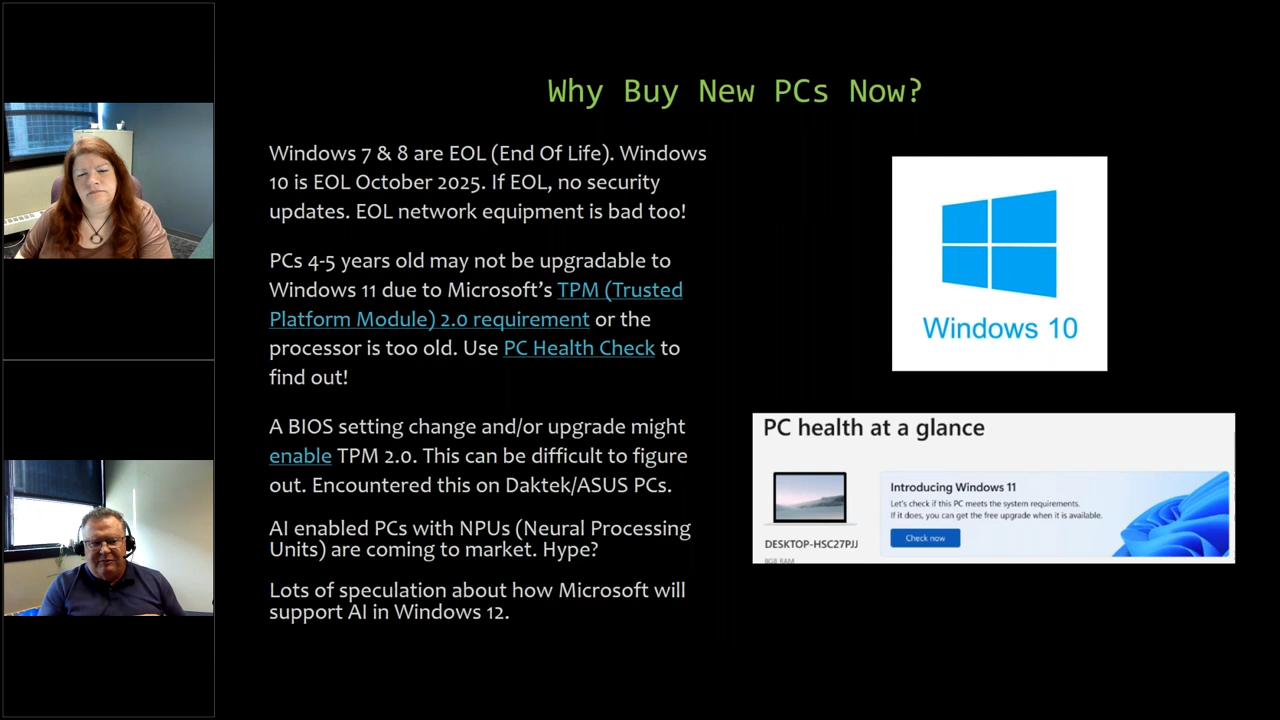 Why Buy New PCs Now?
Windows 7 & 8 are EOL (End Of Life). Windows
10 is EOL October 2025. If EOL, no security
updates. EOL network equipment is bad too!
PCs 4-5 years old may not be upgradable to
Windows 11 due to Microsoft’s TPM (Trusted
Platform Module) 2.0 requirement or the
processor is too old. Use PC Health Check to
find out!
A BIOS setting change and/or upgrade might
enable TPM 2.0. This can be difficult to figure
out. Encountered this on Daktek/ASUS PCs.
AI enabled PCs with NPUs (Neural Processing
Units) are coming to market. Hype?
Lots of speculation about how Microsoft will
support AI in Windows 12.
Windows 10
PC health at a glance
Introducing Windows 11
Let's check if this PC meets the system requirements.
If it does, you can get the free upgrade when it is available.
Check now
DESKTOP-HSC27PJJ
8GB RAM